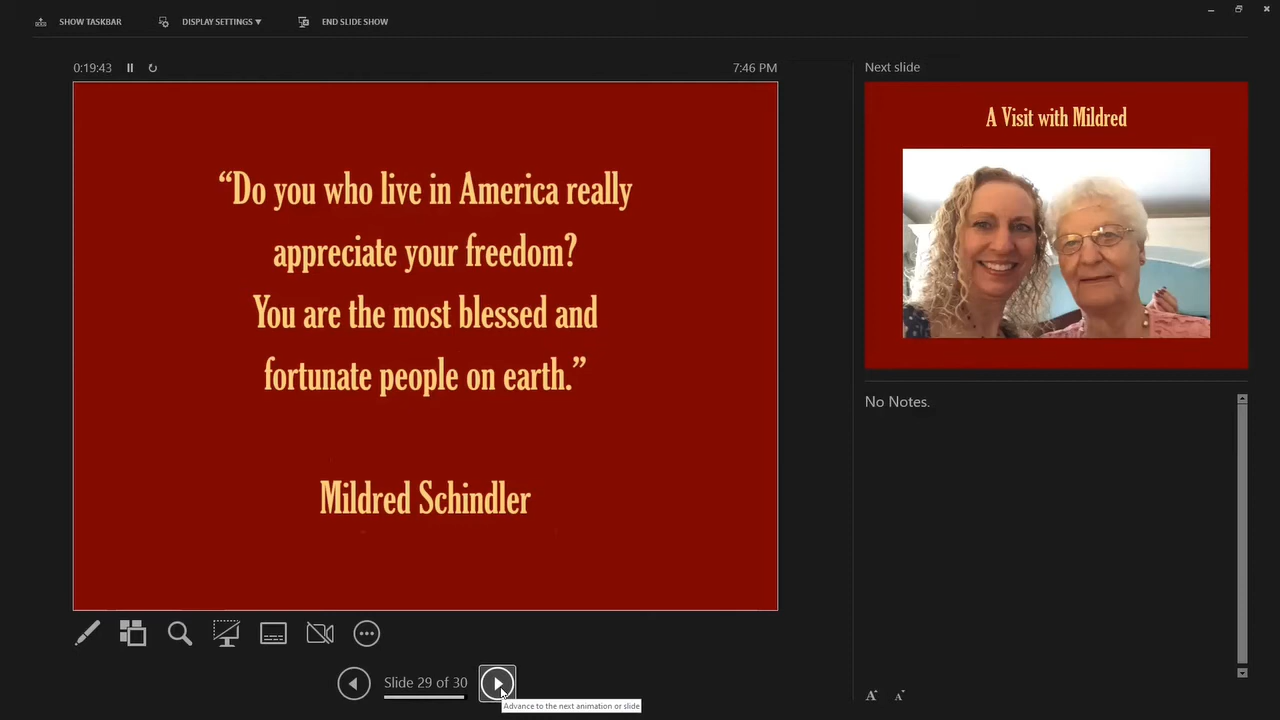 SHOW TASKBAR
DISPLAY SETTINGS ▼
END SLIDE SHOW
0:19:43
7:46 PM
“Do you who live in America really
appreciate your freedom?
You are the most blessed and
fortunate people on earth.”
Mildred Schindler
Slide 29 of 30
Advance to the next animation or slide
Next slide
A Visit with Mildred
No Notes.
A
A